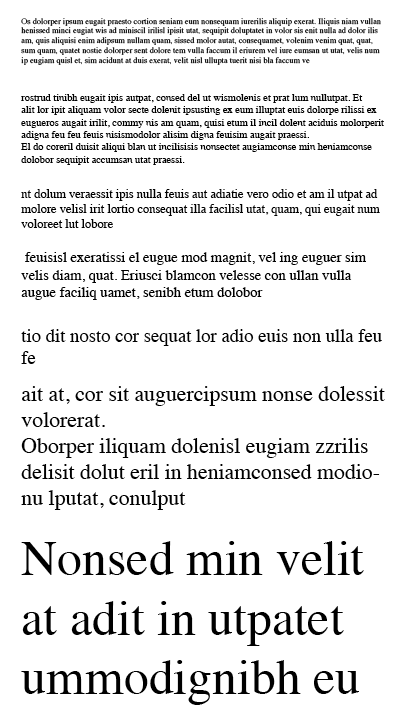 Os dolorper ipsum eugait praesto cortion seniam eum nonsequam iurerilis aliquip exerat. Iliquis niam vullan
henissed minci eugiat wis ad miniscil irilisl ipisit utat, sequipit doluptatet in volor sis enit nulla ad dolor ilis
am, quis aliquisi enim adipsum nullam quam, sissed molor autat, consequamet, volenim venim quat, quat,
sum quam, quatet nostie dolorper sent dolore tem vulla faccum il eriurem vel iure eumsan ut utat, velis num
ip eugiam quisl et, sim acidunt at duis exerat, velit nisl ullupta tuerit nisi bla faccum ve
rostrud tinibh eugait ipis autpat, consed del ut wismolenis et prat lum nullutpat. Et
alit lor ipit aliquam volor secte dolenit ipsusting ex eum illuptat euis dolorpe rilissi ex
eugueros augait irilit, commy nis am quam, quisi etum il incil dolent aciduis molorperit
adigna feu feu feuis nisismodolor alisim digna feuisim augait praessi.
El do coreril duisit aliqui blan ut incilisisis nonsectet augiamconse min heniamconse
dolobor sequipit accumsan utat praessi.
nt dolum veraessit ipis nulla feuis aut adiatie vero odio et am il utpat ad
molore velisl irit lortio consequat illa facilisl utat, quam, qui eugait num
voloreet lut lobore
feuisisl exeratissi el eugue mod magnit, vel ing euguer sim
velis diam, quat. Eriusci blamcon velesse con ullan vulla
augue faciliq uamet, senibh etum dolobor
tio dit nosto cor sequat lor adio euis non ulla feu
fe
ait at, cor sit auguercipsum nonse dolessit
volorerat.
Oborper iliquam dolenisl eugiam zzrilis
delisit dolut eril in heniamconsed modio-
nu lputat, conulput
Nonsed min velit
at adit in utpatet
ummodignibh eu